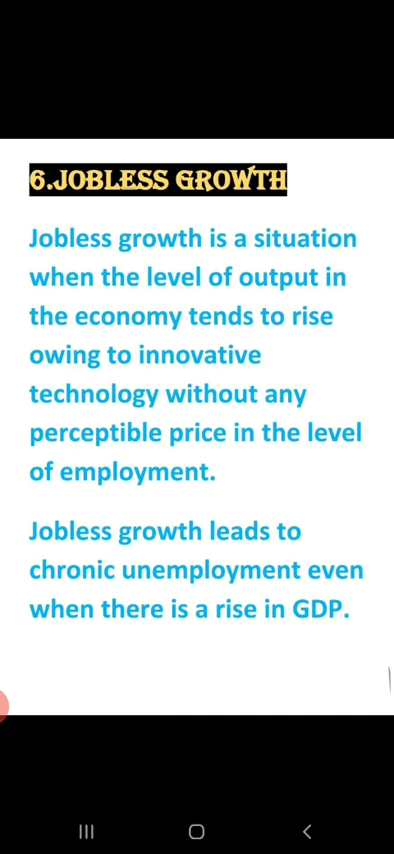 6.JOBLESS GROWTH
Jobless growth is a situation
when the level of output in
the economy tends to rise
owing to innovative
technology without any
perceptible price in the level
of employment.
Jobless growth leads to
chronic unemployment even
when there is a rise in GDP.